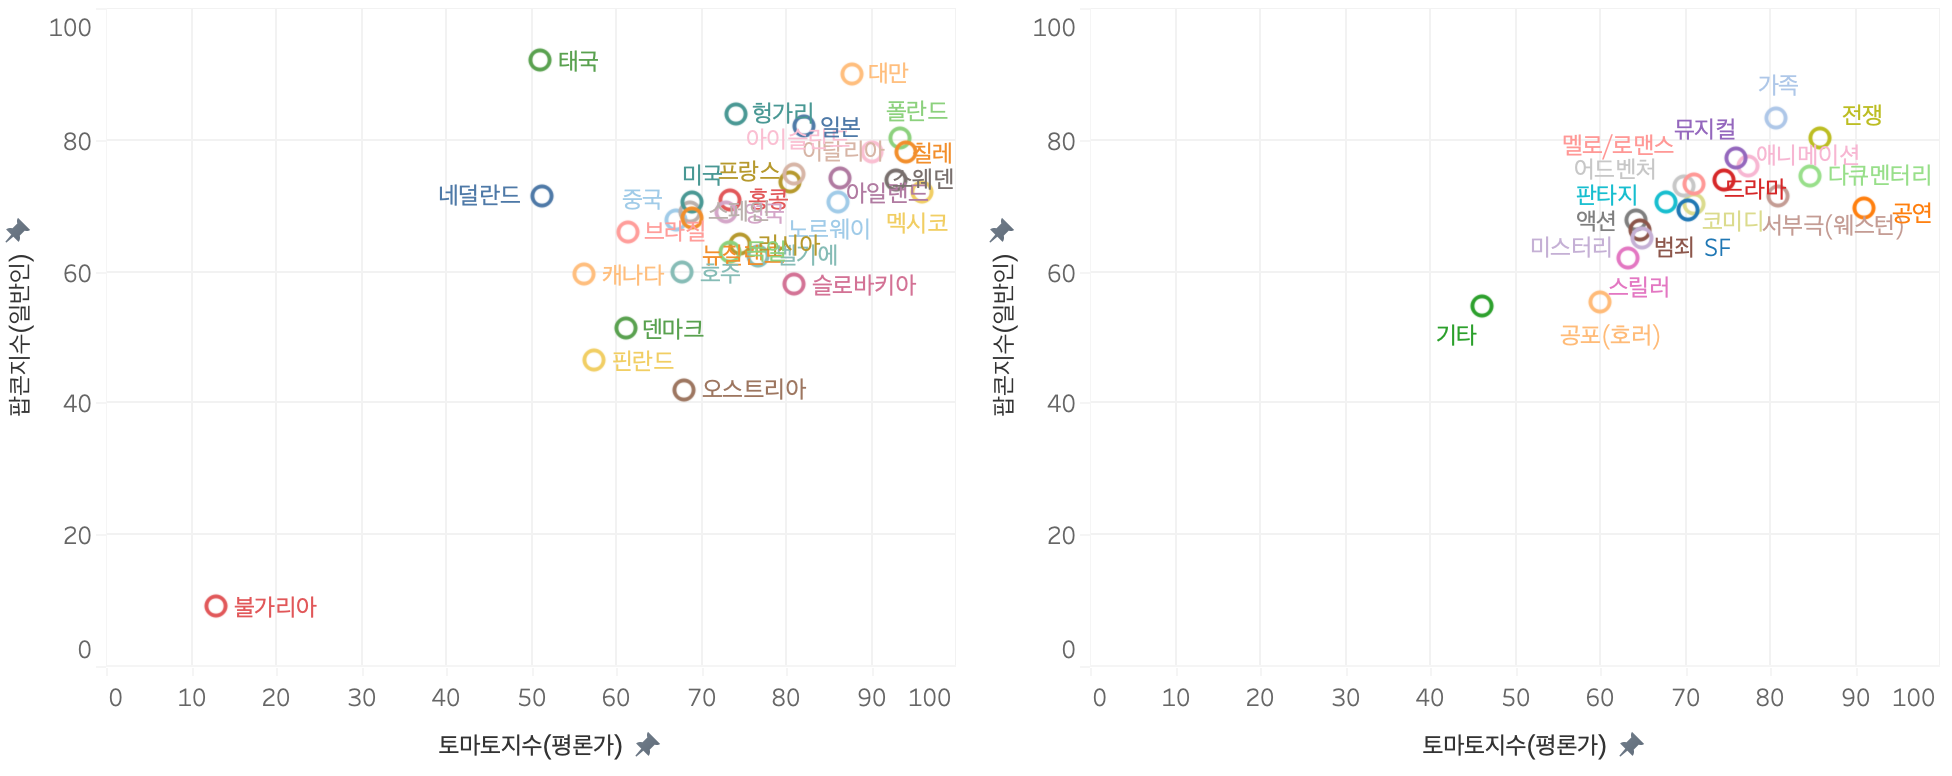 팝콘지수(일반인)
100
80
60
40
20
0
태국
대만
헝가리
일본
폴란드
이탈리아
칠레
미국
프랑스
스웨덴
네덜란드
중국
홍콩
영국
아일랜드
멕시코
브라질
노르웨이
러시아
벨기에
캐나다
호주
슬로바키아
덴마크
핀란드
오스트리아
불가리아
0 10 20 30 40 50 60 70 80 90 100
토마토지수(평론가)
팝콘지수(일반인)
100
80
60
40
20
0
가족
전쟁
뮤지컬
멜로/로맨스
애니메이션
어드벤처
다큐멘터리
드라마
판타지
공연
액션
코미디
서부극(웨스턴)
미스터리
범죄
SF
스릴러
기타
공포(호러)
0 10 20 30 40 50 60 70 80 90 100
토마토지수(평론가)